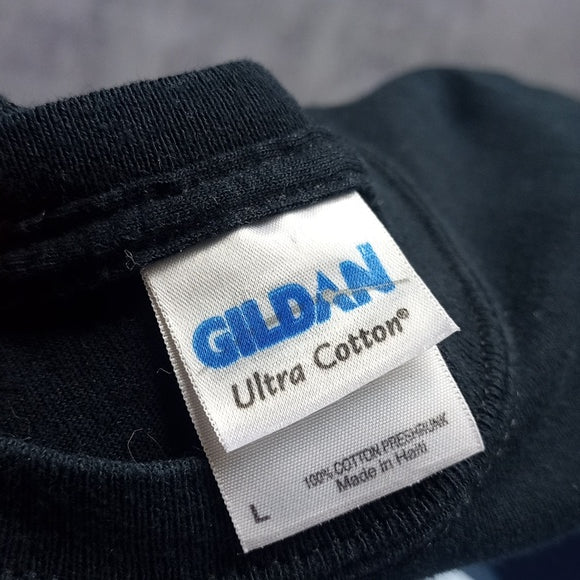 GILDAN
Ultra Cotton®
100% COTTON PRESHRUNK
Made in Haiti
L